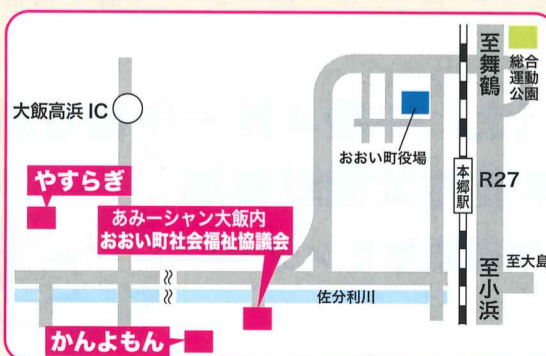 大飯高浜 IC
やすらぎ
あみーシャン大飯内
おおい町社会福祉協議会
かんよもん
佐分利川
おおい町役場
本郷駅
至舞鶴
R27
至小浜
総合
運動
公園
至大島